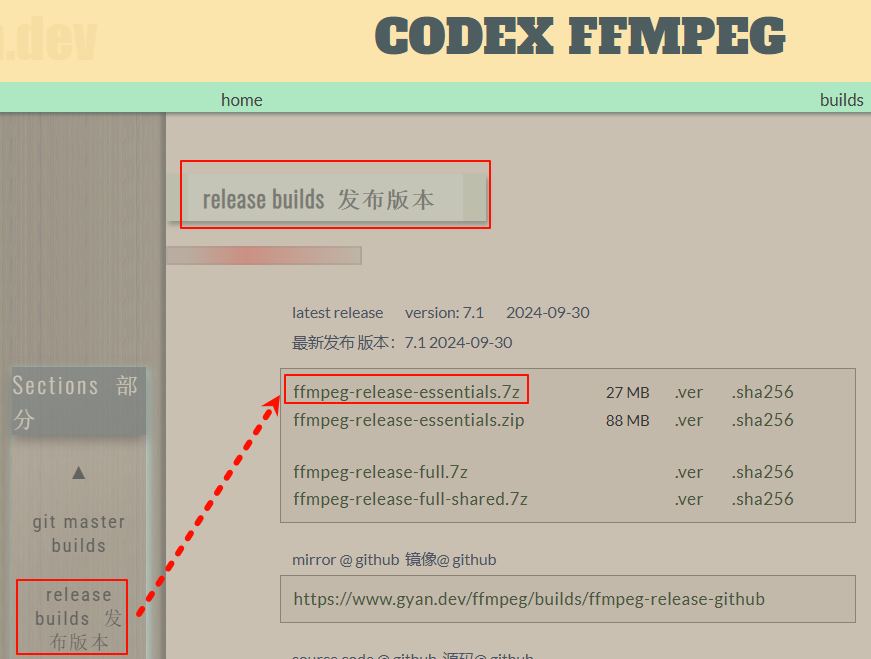 .dev
CODEX FFMPEG
home
builds
release builds 发布版本
latest release version: 7.1 2024-09-30
最新发布 版本：7.1 2024-09-30
ffmpeg-release-essentials.7z 27 MB .ver .sha256
ffmpeg-release-essentials.zip 88 MB .ver .sha256
ffmpeg-release-full.7z .ver .sha256
ffmpeg-release-full-shared.7z .ver .sha256
mirror @ github 镜像@ github
https://www.gyan.dev/ffmpeg/builds/ffmpeg-release-github
source code @ github 源码@ github
Sections 部
分
▲
git master
builds
release
builds 发
布版本